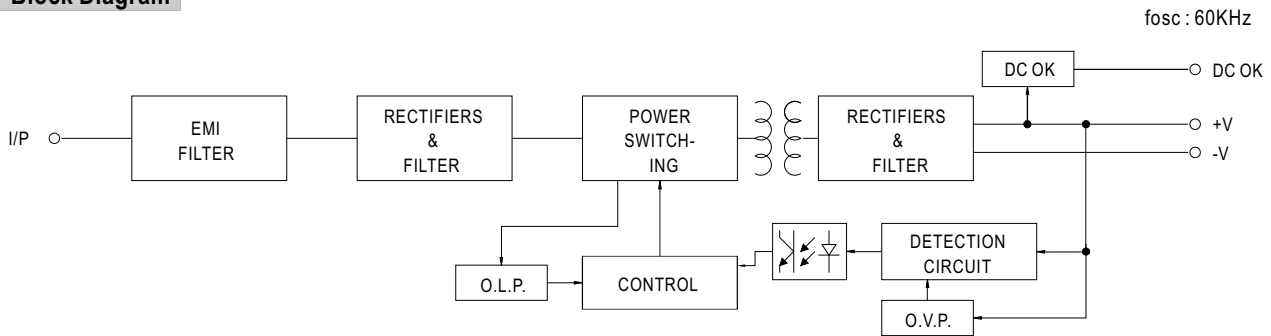 Block Diagram
fosc : 60KHz
DC OK
DC OK
I/P
EMI
FILTER
RECTIFIERS
&
FILTER
POWER
SWITCH-
ING
RECTIFIERS
&
FILTER
+V
-V
O.L.P.
CONTROL
DETECTION
CIRCUIT
O.V.P.